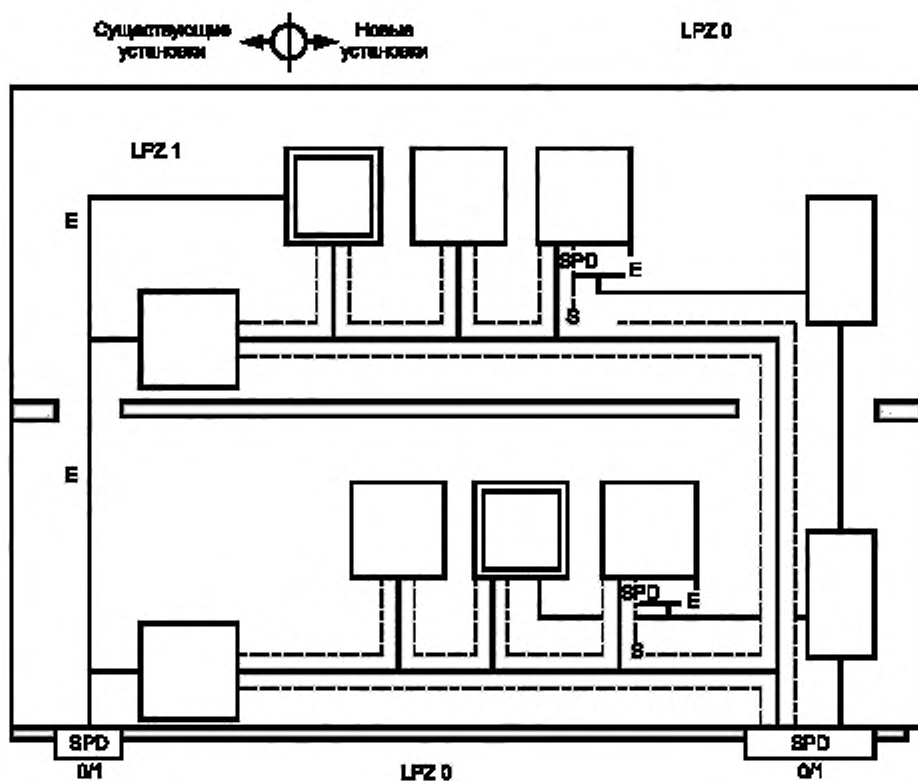 Существующие установки
Новые установки
LPZ 0
LPZ 1
E
SPD
E
S
E
SPD
E
S
SPD
0/1
LPZ 0
SPD
0/1